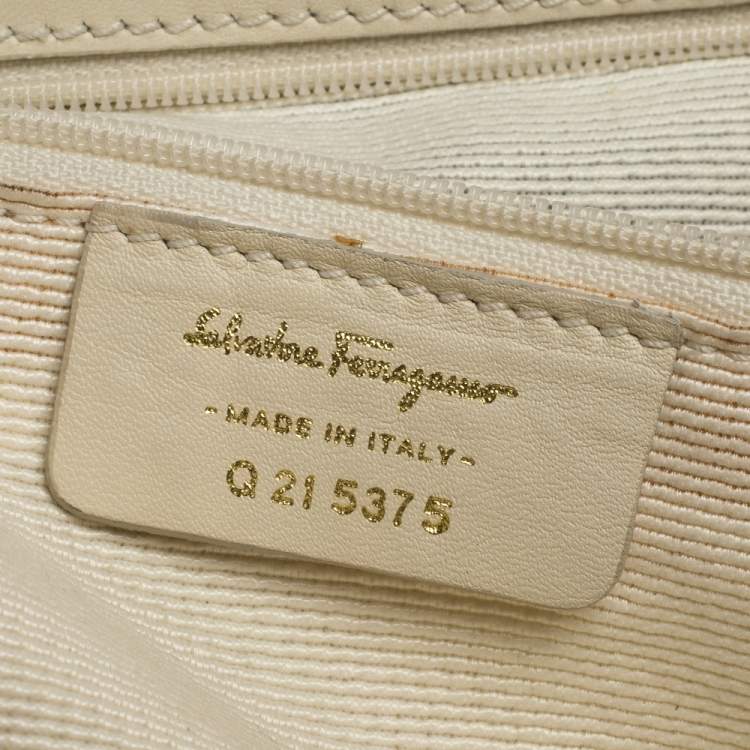 Salvatore Ferragamo
- MADE IN ITALY -
Q 21 5375